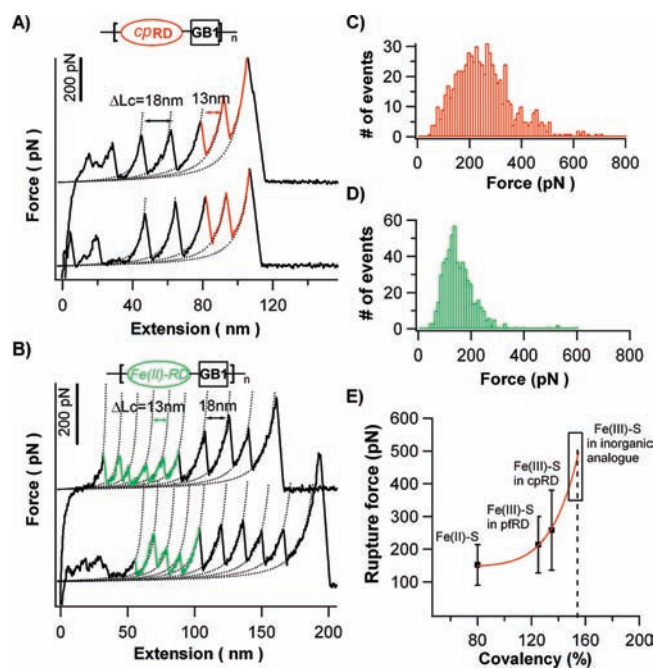 A)
[ cpRD GB1 ]n
200 pN
ΔLc=18nm
13nm
Force ( pN )
0 40 80 120
Extension ( nm )
B)
[ Fe(II)-RD GB1 ]n
200 pN
ΔLc=13nm
18nm
Force ( pN )
0 50 100 150 200
Extension ( nm )
C)
# of events
30
20
10
0
0 200 400 600 800
Force (pN )
D)
# of events
60
40
20
0
0 200 400 600 800
Force (pN )
E)
Rupture force (pN)
600
500
400
300
200
100
Fe(II)-S
Fe(III)-S
in pfRD
Fe(III)-S
in cpRD
Fe(III)-S
in inorganic
analogue
60 80 100 120 140 160 180 200
Covalency (%)